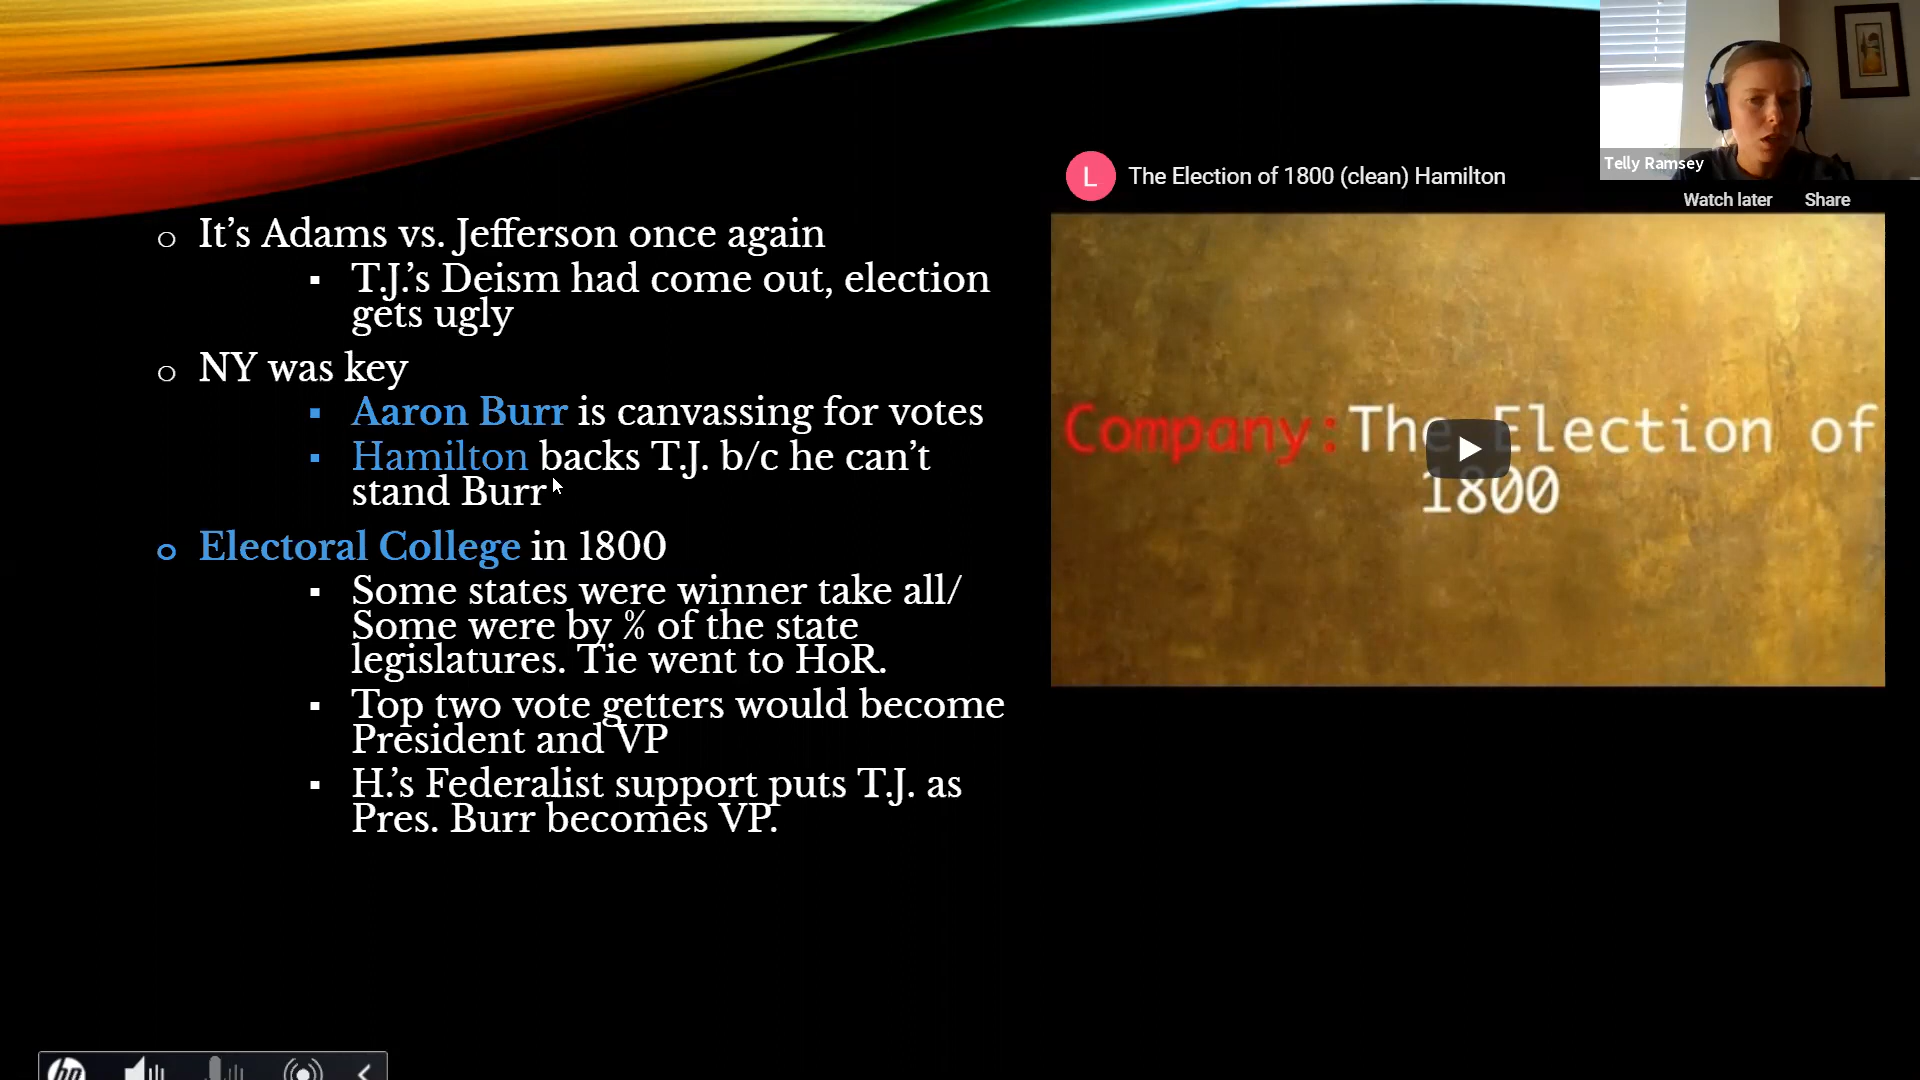 It’s Adams vs. Jefferson once again
T.J.’s Deism had come out, election
gets ugly
NY was key
Aaron Burr is canvassing for votes
Hamilton backs T.J. b/c he can’t
stand Burr
Electoral College in 1800
Some states were winner take all/
Some were by % of the state
legislatures. Tie went to HoR.
Top two vote getters would become
President and VP
H.’s Federalist support puts T.J. as
Pres. Burr becomes VP.
Telly Ramsey
L
The Election of 1800 (clean) Hamilton
Watch later
Share
Company: The Election of
1800
hp